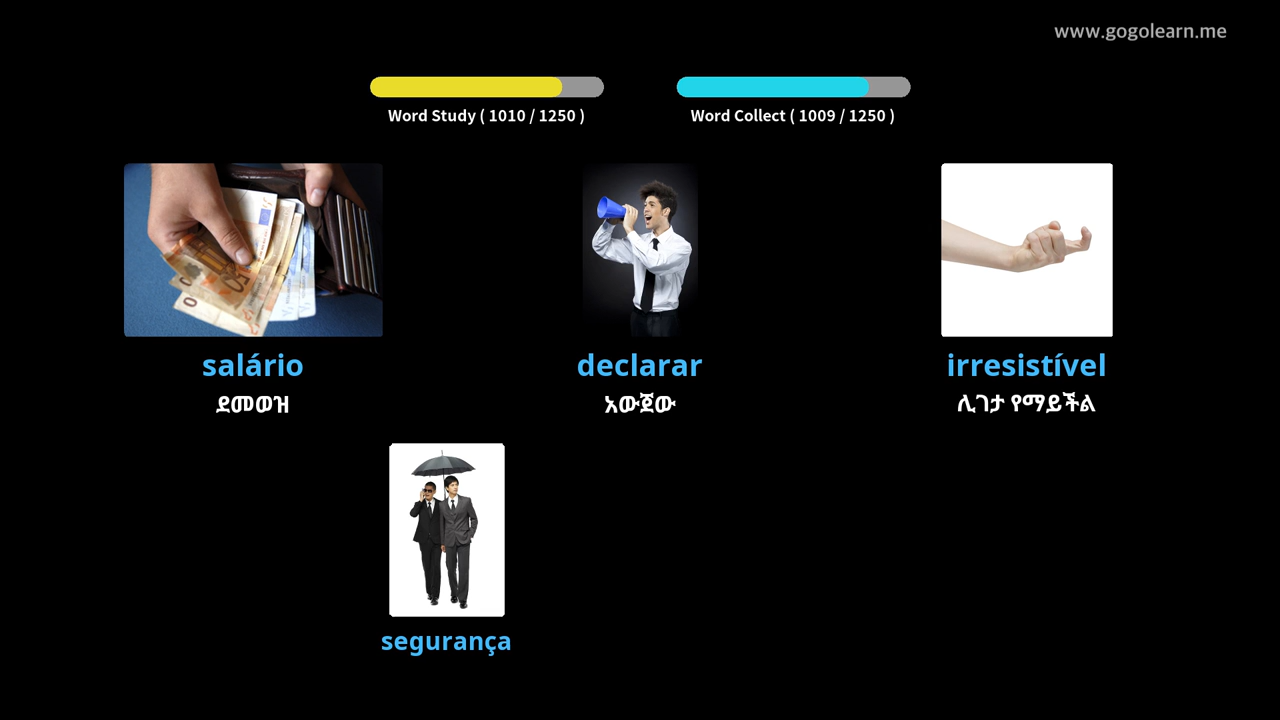 www.gogolearn.me
Word Study ( 1010 / 1250 )
Word Collect ( 1009 / 1250 )
salário
declarar
irresistível
ደመወዝ
አውጀው
ሊገታ የማይችል
segurança